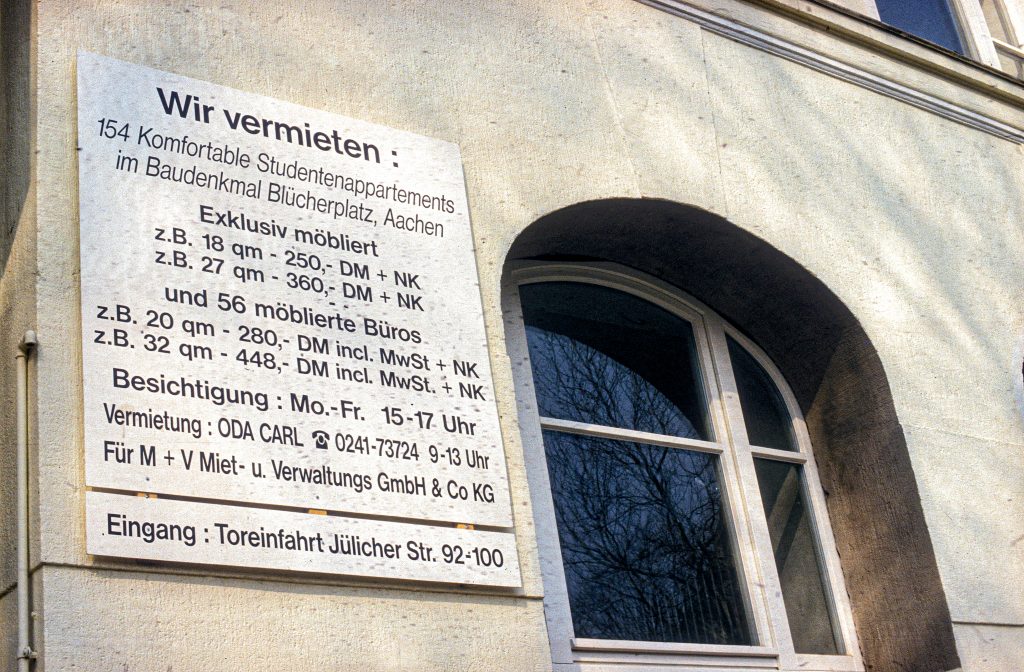 Wir vermieten :
154 Komfortable Studentenappartements
im Baudenkmal Blücherplatz, Aachen
Exklusiv möbliert
z.B. 18 qm - 250,- DM + NK
z.B. 27 qm - 360,- DM + NK
und 56 möblierte Büros
z.B. 20 qm - 280,- DM incl. MwSt + NK
z.B. 32 qm - 448,- DM incl. MwSt. + NK
Besichtigung : Mo.-Fr. 15-17 Uhr
Vermietung : ODA CARL ☎ 0241-73724 9-13 Uhr
Für M + V Miet- u. Verwaltungs GmbH & Co KG
Eingang : Toreinfahrt Jülicher Str. 92-100